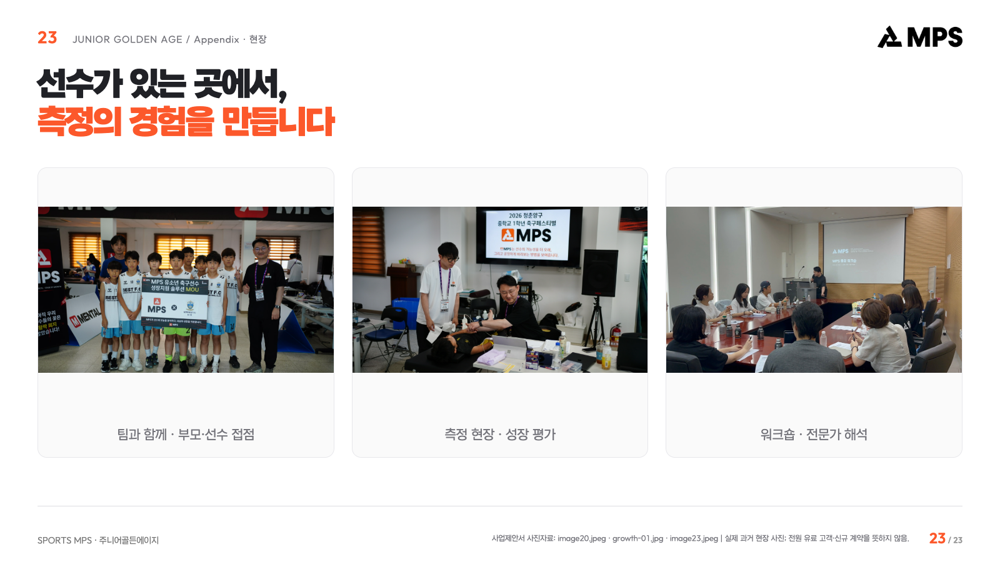 23
JUNIOR GOLDEN AGE / Appendix · 현장
MPS
선수가 있는 곳에서,
측정의 경험을 만듭니다
MPS
MENTAL
BEST F.C
BEST F.C
MPS 유소년 축구선수
성장지원 솔루션 MOU
MPS
MPS
2026 청춘양구
중학교 1학년 축구페스티벌
MPS
MPS
팀과 함께 · 부모·선수 접점
측정 현장 · 성장 평가
워크숍 · 전문가 해석
SPORTS MPS · 주니어골든에이지
사업제안서 사진자료: image20.jpeg · growth-01.jpg · image23.jpeg | 실제 과거 현장 사진; 전원 유료 고객·신규 계약을 뜻하지 않음.
23 / 23